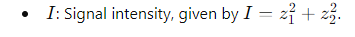 • I: Signal intensity, given by I = z₁² + z₂².